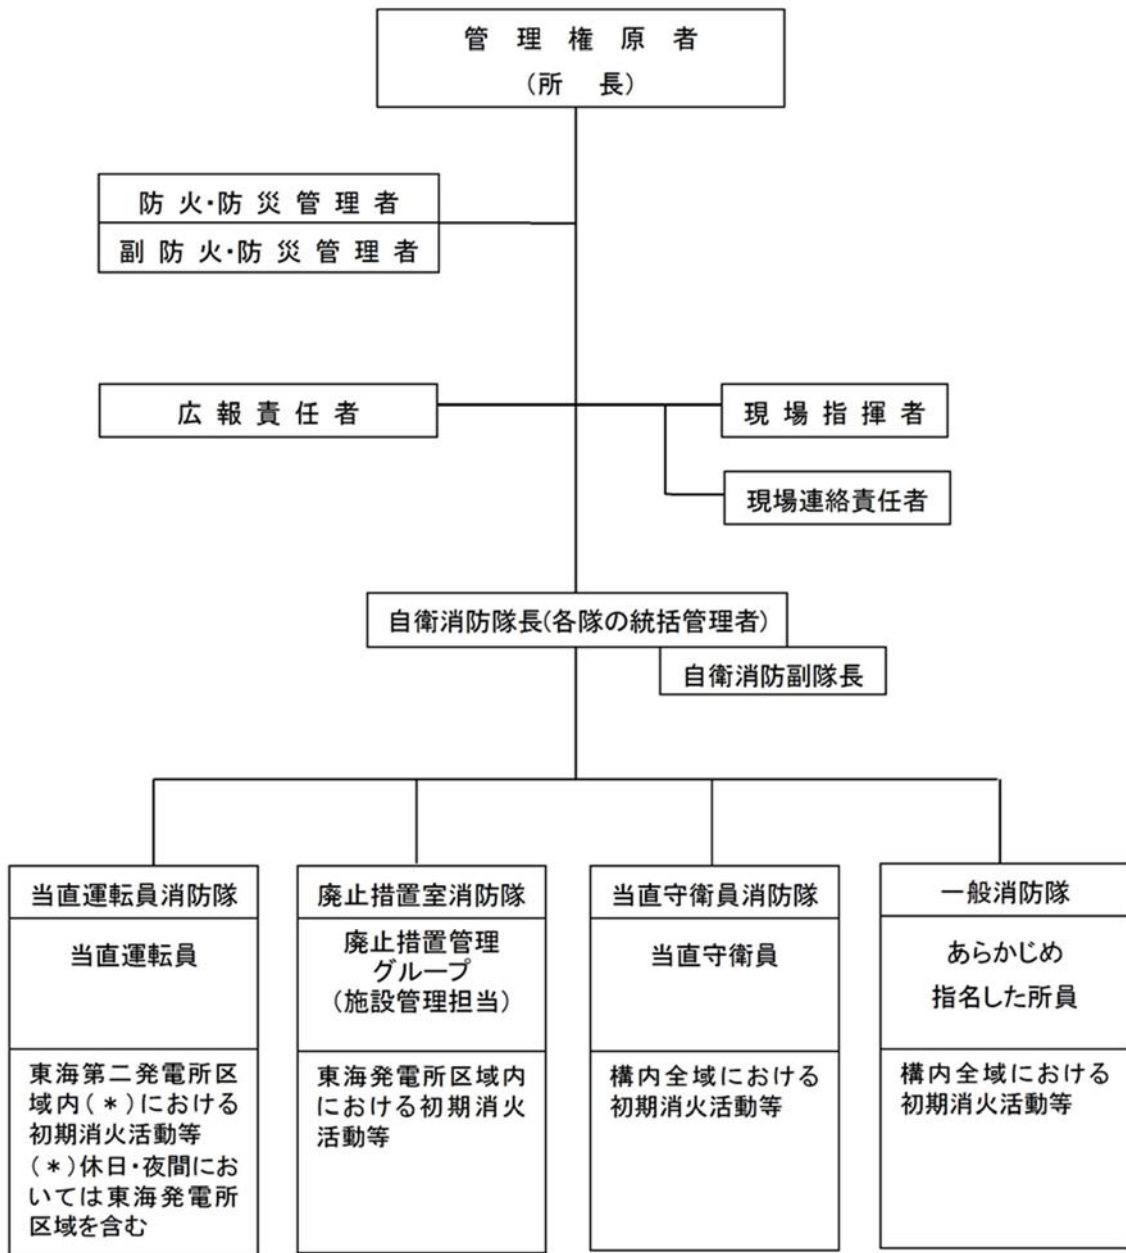 管理権原者
(所長)
防火・防災管理者
副防火・防災管理者
広報責任者
現場指揮者
現場連絡責任者
自衛消防隊長(各隊の統括管理者)
自衛消防副隊長
当直運転員消防隊
当直運転員
東海第二発電所区
域内(*)における
初期消火活動等
(*)休日・夜間にお
いては東海発電所
区域を含む
廃止措置室消防隊
廃止措置管理
グループ
(施設管理担当)
東海発電所区域内
における初期消火
活動等
当直守衛員消防隊
当直守衛員
構内全域における
初期消火活動等
一般消防隊
あらかじめ
指名した所員
構内全域における
初期消火活動等